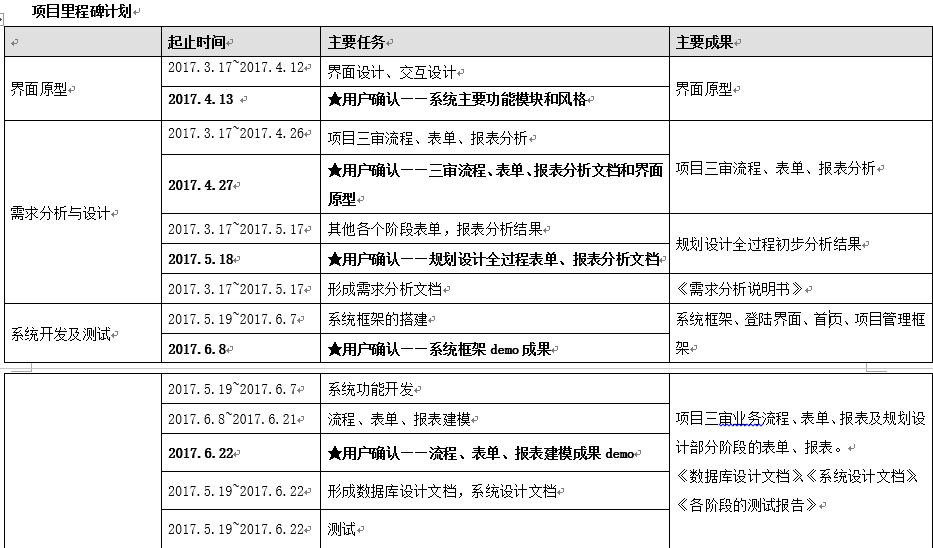 项目里程碑计划
起止时间 主要任务 主要成果
界面原型
2017.3.17~2017.4.12 界面设计、交互设计
界面原型
2017.4.13 ★用户确认——系统主要功能模块和风格
需求分析与设计
2017.3.17~2017.4.26 项目三审流程、表单、报表分析
项目三审流程、表单、报表分析
2017.4.27 ★用户确认——三审流程、表单、报表分析文档和界面
原型
2017.3.17~2017.5.17 其他各个阶段表单，报表分析结果
规划设计全过程初步分析结果
2017.5.18 ★用户确认——规划设计全过程表单、报表分析文档
2017.3.17~2017.5.17 形成需求分析文档 《需求分析说明书》
系统开发及测试
2017.5.19~2017.6.7 系统框架的搭建
系统框架、登陆界面、首页、项目管理框
架
2017.6.8 ★用户确认——系统框架 demo 成果
2017.5.19~2017.6.7 系统功能开发
2017.6.8~2017.6.21 流程、表单、报表建模
2017.6.22 ★用户确认——流程、表单、报表建模成果 demo
2017.5.19~2017.6.22 形成数据库设计文档，系统设计文档
2017.5.19~2017.6.22 测试
项目三审业务流程、表单、报表及规划设
计部分阶段的表单、报表。
《数据库设计文档》《系统设计文档》
《各阶段的测试报告》